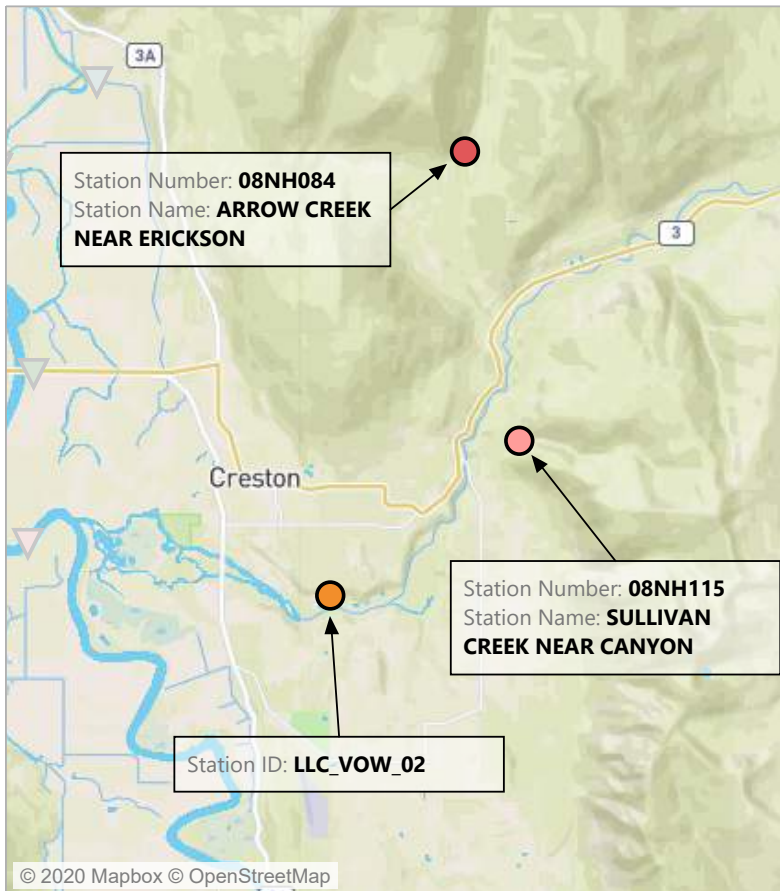 3A
Station Number: 08NH084
Station Name: ARROW CREEK
NEAR ERICKSON
3
Creston
Station Number: 08NH115
Station Name: SULLIVAN
CREEK NEAR CANYON
Station ID: LLC_VOW_02
© 2020 Mapbox © OpenStreetMap